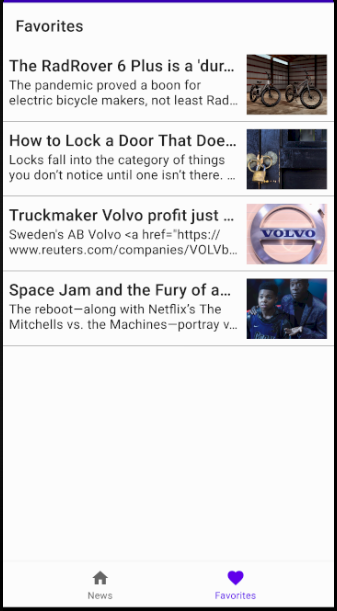 Favorites
The RadRover 6 Plus is a 'dur...
The pandemic proved a boon for
electric bicycle makers, not least Rad...
How to Lock a Door That Doe...
Locks fall into the category of things
you don’t notice until one isn’t there. ...
Truckmaker Volvo profit just ...
Sweden's AB Volvo <a href="https://
www.reuters.com/companies/VOLVb...
VOLVO
Space Jam and the Fury of a...
The reboot—along with Netflix’s The
Mitchells vs. the Machines—portray v...
News
Favorites